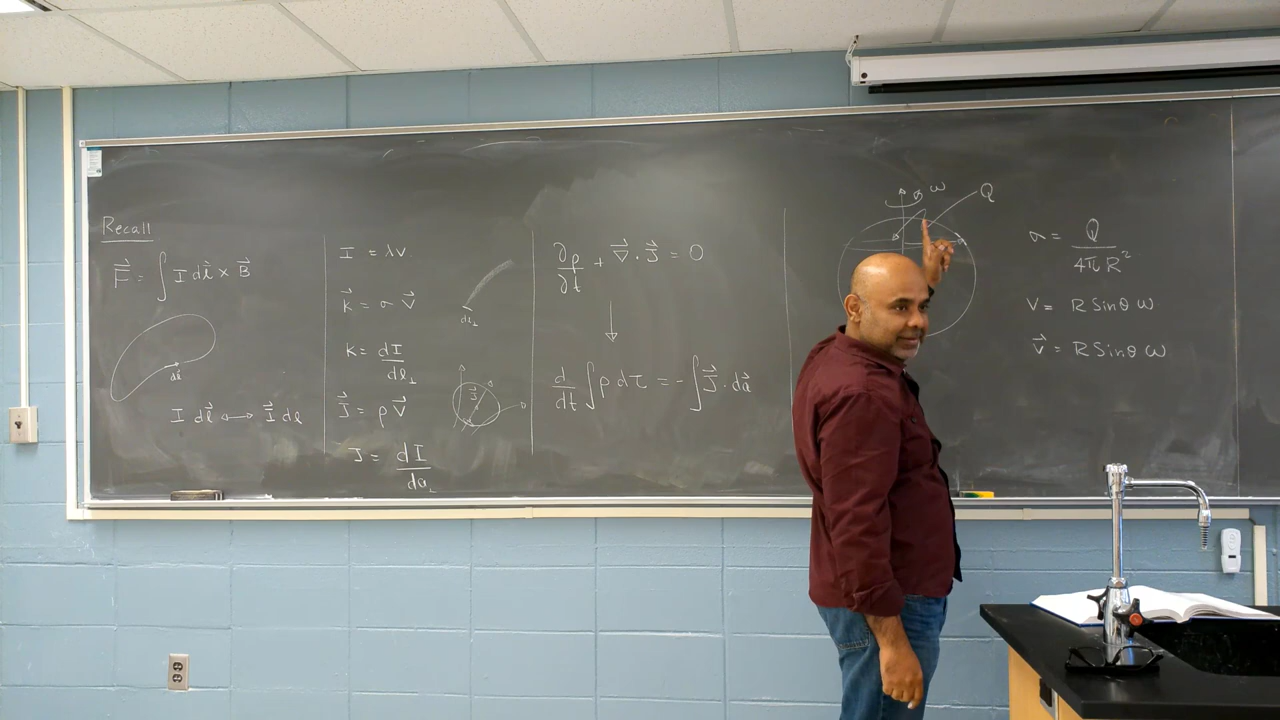 Recall
F⃗ = ∫ I dl⃗ × B⃗
dl⃗
I dl⃗ ↔ I⃗ dl
I = λv
K⃗ = σ v⃗
K = dI/dl⊥
J⃗ = ρ v⃗
J = dI/da⊥
dl⊥
∂ρ/∂t + ∇⃗ · J⃗ = 0
↓
d/dt ∫ ρ dτ = - ∫ J⃗ · da⃗
ω
Q
σ = Q / 4πR²
v = R Sinθ ω
v⃗ = R Sinθ ω